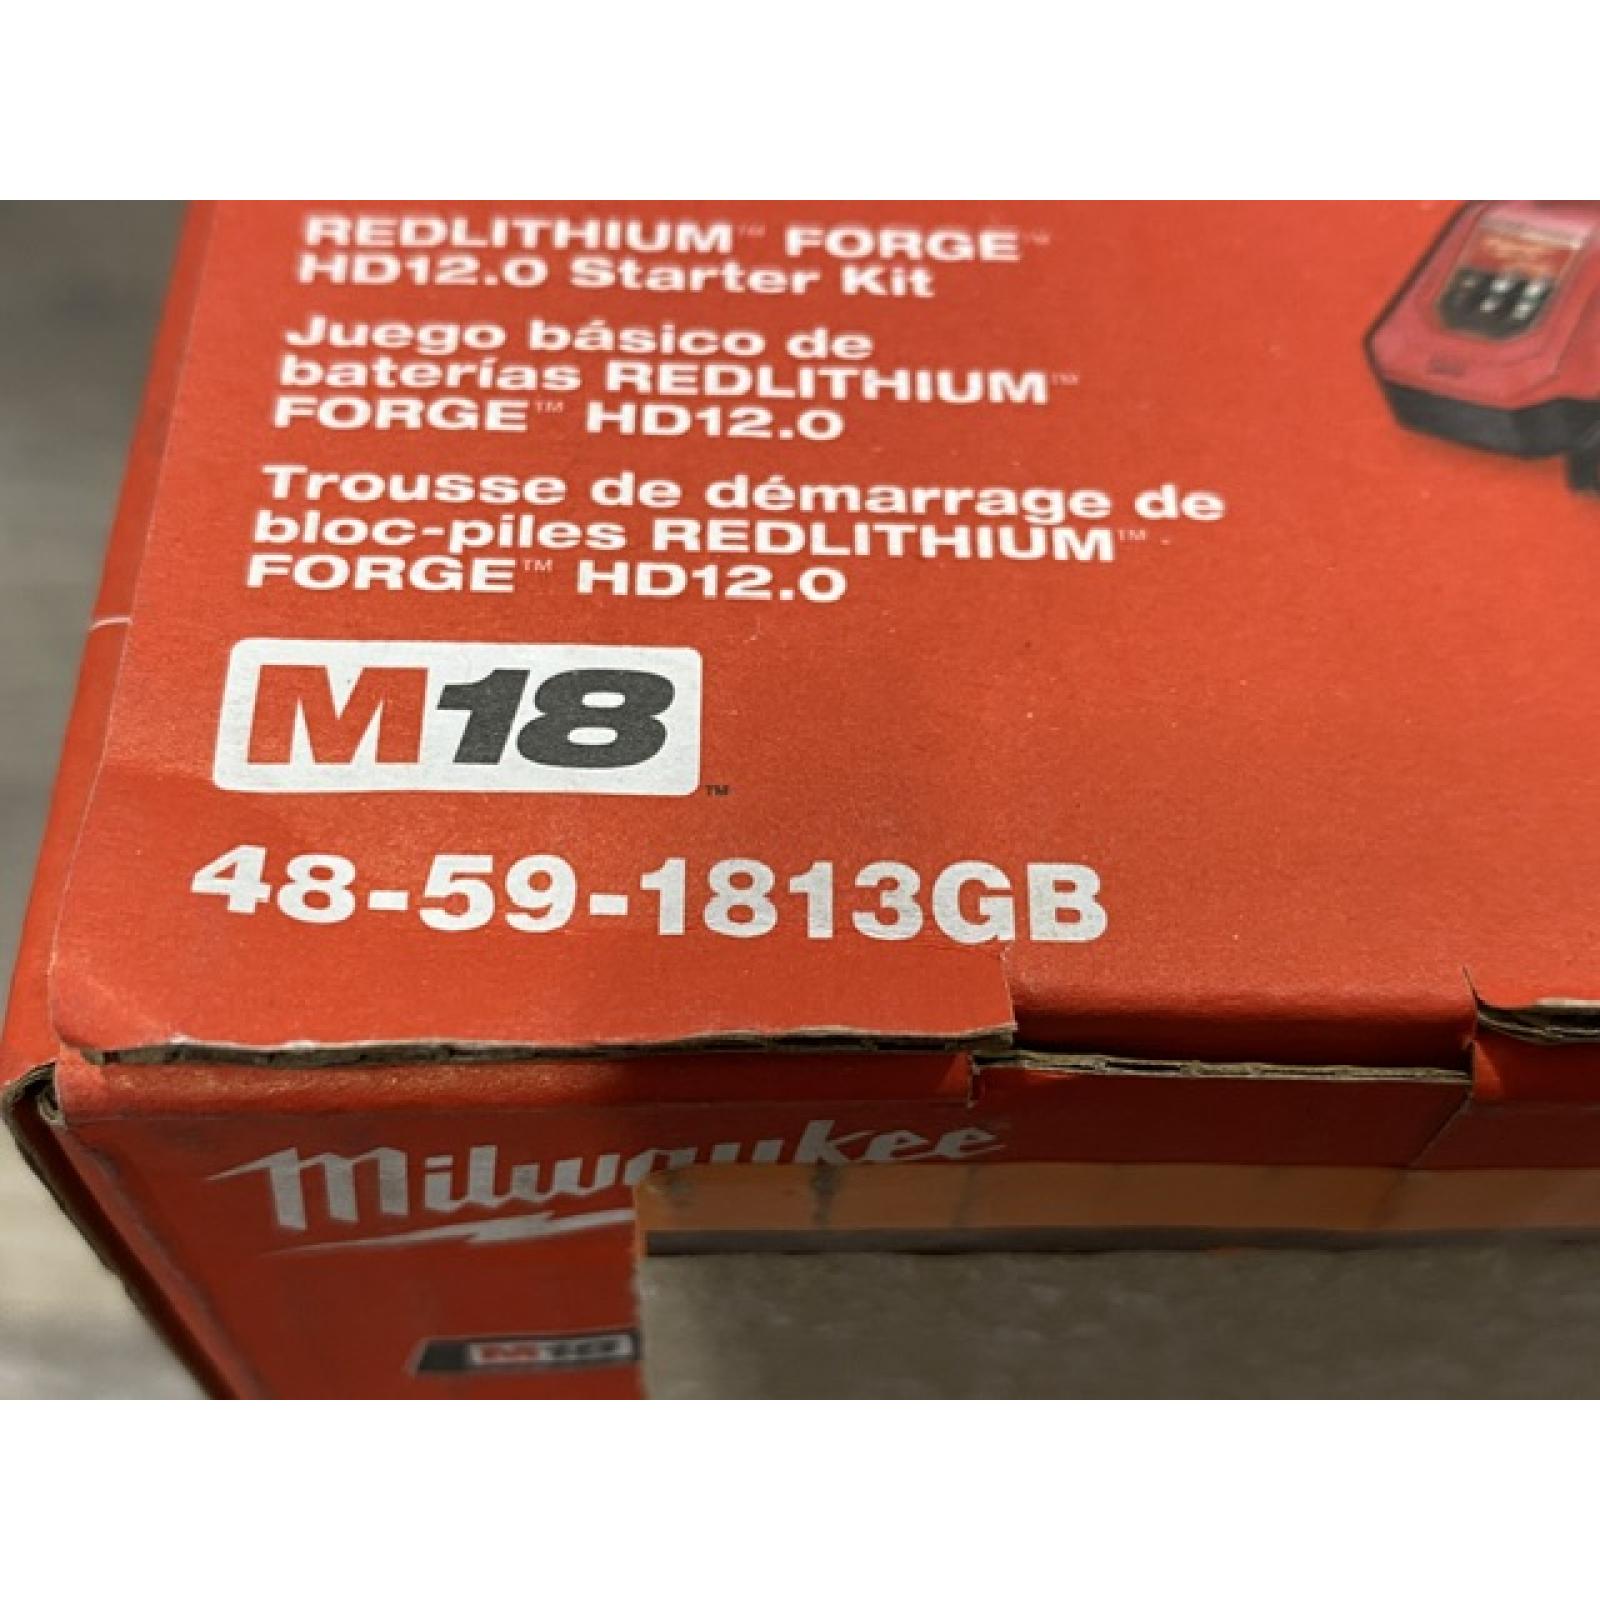 REDLITHIUM™ FORGE™
HD12.0 Starter Kit
Juego básico de
baterías REDLITHIUM™
FORGE™ HD12.0
Trousse de démarrage de
bloc-piles REDLITHIUM™
FORGE™ HD12.0
M18™
48-59-1813GB
Milwaukee
M18